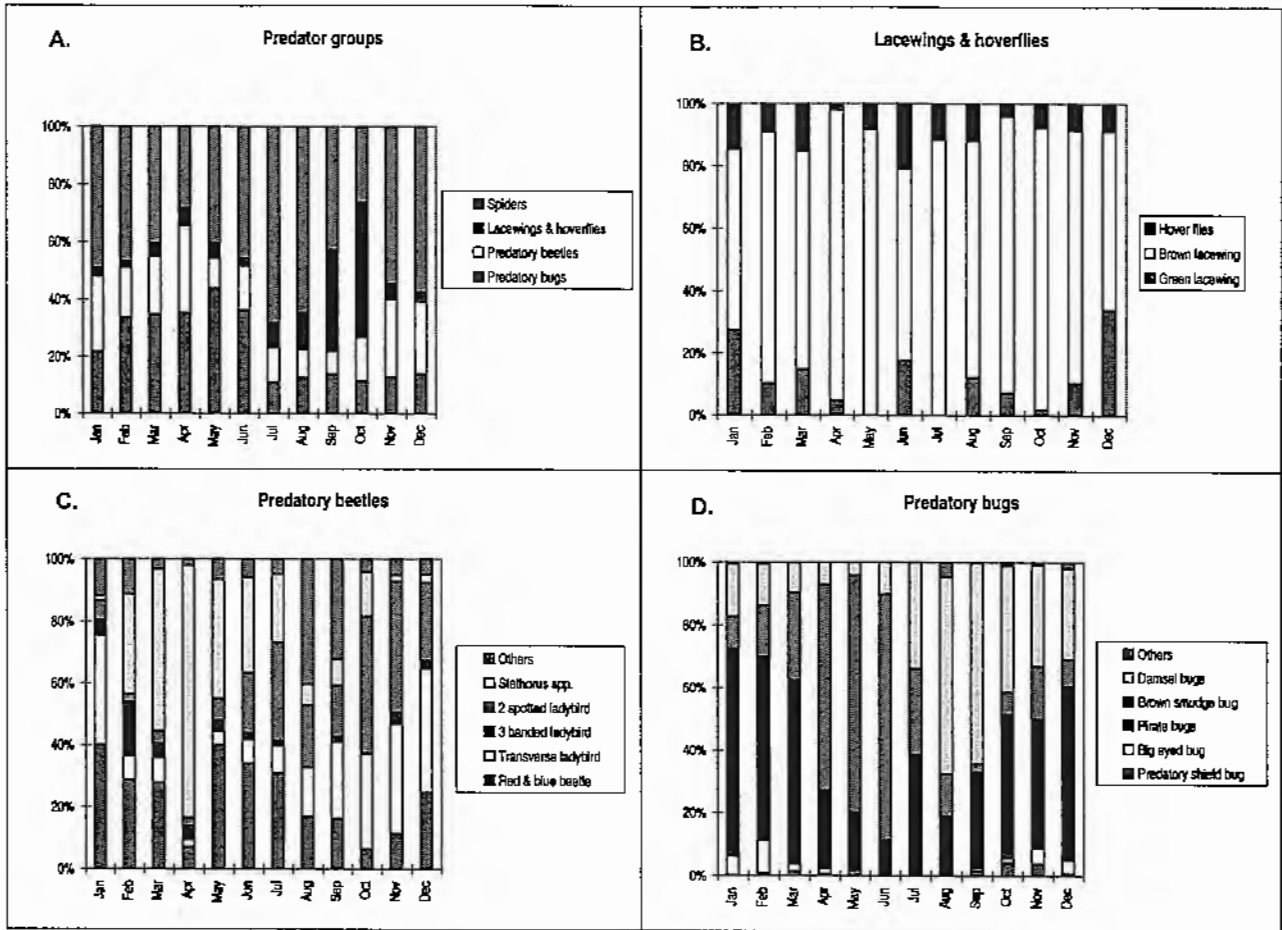 A.
Predator groups
100%
80%
60%
40%
20%
0%
Jan Feb Mar Apr May Jun Jul Aug Sep Oct Nov Dec
Spiders
Lacewings & hoverflies
Predatory beetles
Predatory bugs
B.
Lacewings & hoverflies
100%
80%
60%
40%
20%
0%
Jan Feb Mar Apr May Jun Jul Aug Sep Oct Nov Dec
Hover flies
Brown lacewing
Green lacewing
C.
Predatory beetles
100%
80%
60%
40%
20%
0%
Jan Feb Mar Apr May Jun Jul Aug Sep Oct Nov Dec
Others
Stethorus spp.
2 spotted ladybird
3 banded ladybird
Transverse ladybird
Red & blue beetle
D.
Predatory bugs
100%
80%
60%
40%
20%
0%
Jan Feb Mar Apr May Jun Jul Aug Sep Oct Nov Dec
Others
Damsel bugs
Brown smudge bug
Pirate bugs
Big eyed bug
Predatory shield bug